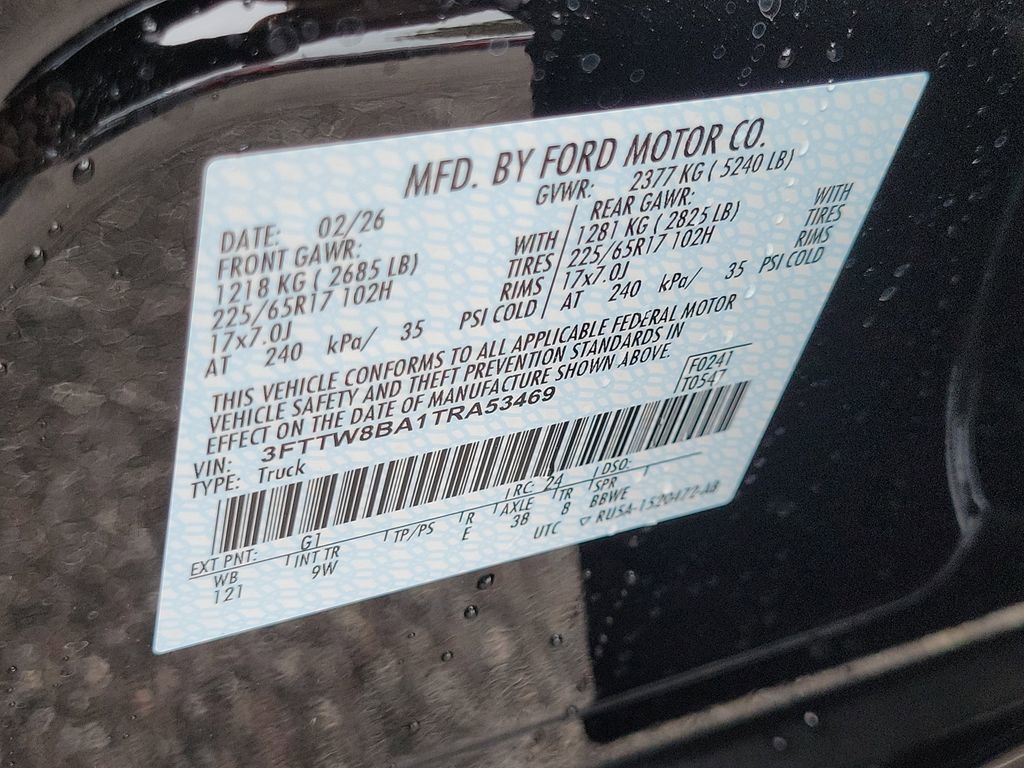 MFD. BY FORD MOTOR CO.
DATE: 02/26 GVWR: 2377 KG ( 5240 LB)
FRONT GAWR: REAR GAWR:
1218 KG ( 2685 LB) WITH 1281 KG ( 2825 LB) WITH
225/65R17 102H TIRES 225/65R17 102H TIRES
17x7.0J RIMS 17x7.0J RIMS
AT 240 kPa/ 35 PSI COLD AT 240 kPa/ 35 PSI COLD
THIS VEHICLE CONFORMS TO ALL APPLICABLE FEDERAL MOTOR
VEHICLE SAFETY AND THEFT PREVENTION STANDARDS IN
EFFECT ON THE DATE OF MANUFACTURE SHOWN ABOVE.
VIN: 3FTTW8BA1TRA53469 F0241
TYPE: Truck T0547
EXT PNT: G1 RC: 24 DSO:
WB INT TR TP/PS R AXLE TR SPR
121 9W E 3B 8 BBWE
UTC RU5A-1520472-AB